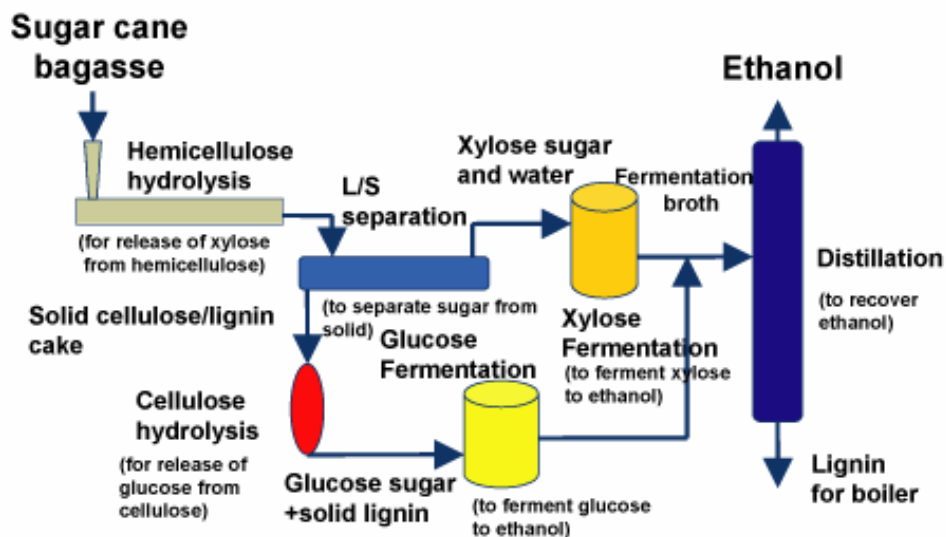 Sugar cane
bagasse
Ethanol
Hemicellulose
hydrolysis
(for release of xylose
from hemicellulose)
L/S
separation
(to separate sugar from
solid)
Xylose sugar
and water
Fermentation
broth
Distillation
(to recover
ethanol)
Solid cellulose/lignin
cake
Xylose
Fermentation
(to ferment xylose
to ethanol)
Glucose
Fermentation
Cellulose
hydrolysis
(for release of
glucose from
cellulose)
Glucose sugar
+solid lignin
(to ferment glucose
to ethanol)
Lignin
for boiler